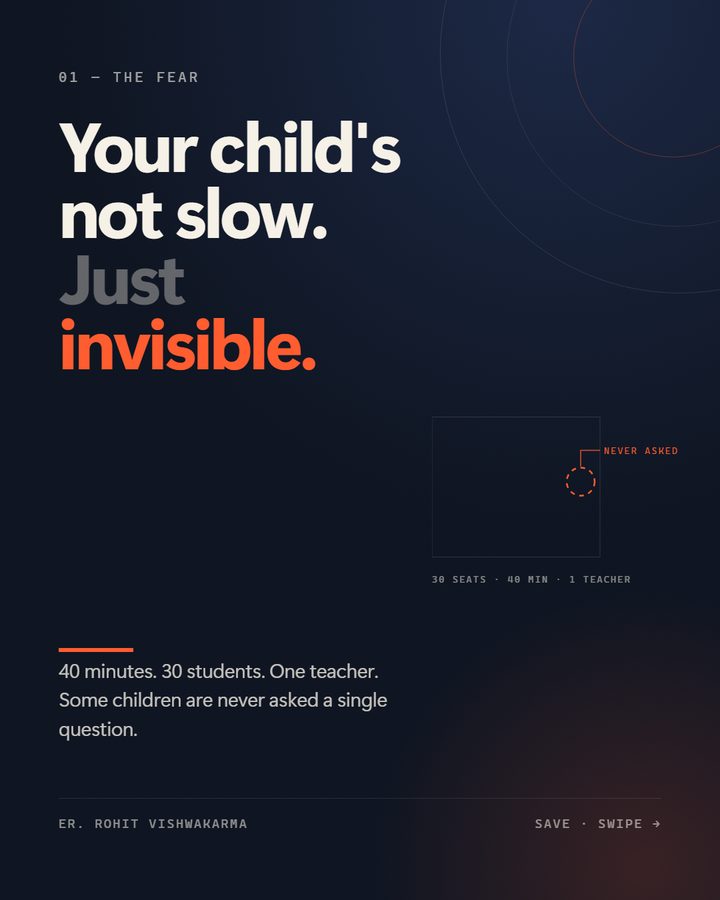 01 — THE FEAR
Your child's
not slow.
Just
invisible.
NEVER ASKED
30 SEATS · 40 MIN · 1 TEACHER
40 minutes. 30 students. One teacher.
Some children are never asked a single
question.
ER. ROHIT VISHWAKARMA
SAVE · SWIPE →